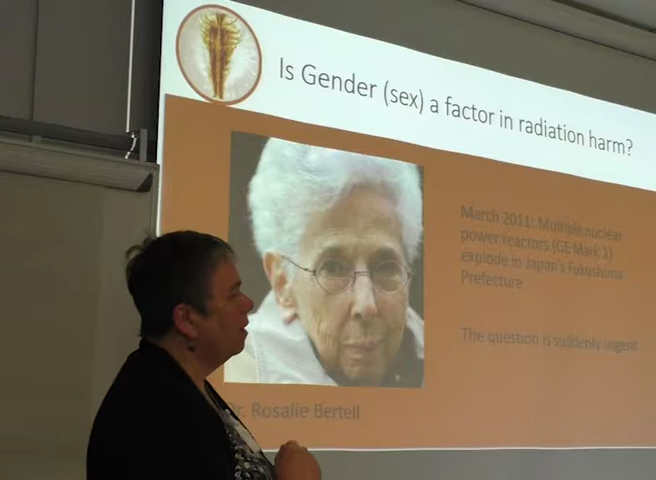 Is Gender (sex) a factor in radiation harm?
March 2011: Multiple nuclear
power reactors (GE Mark 1)
explode in Japan's Fukushima
Prefecture
The question is suddenly urgent
Dr. Rosalie Bertell